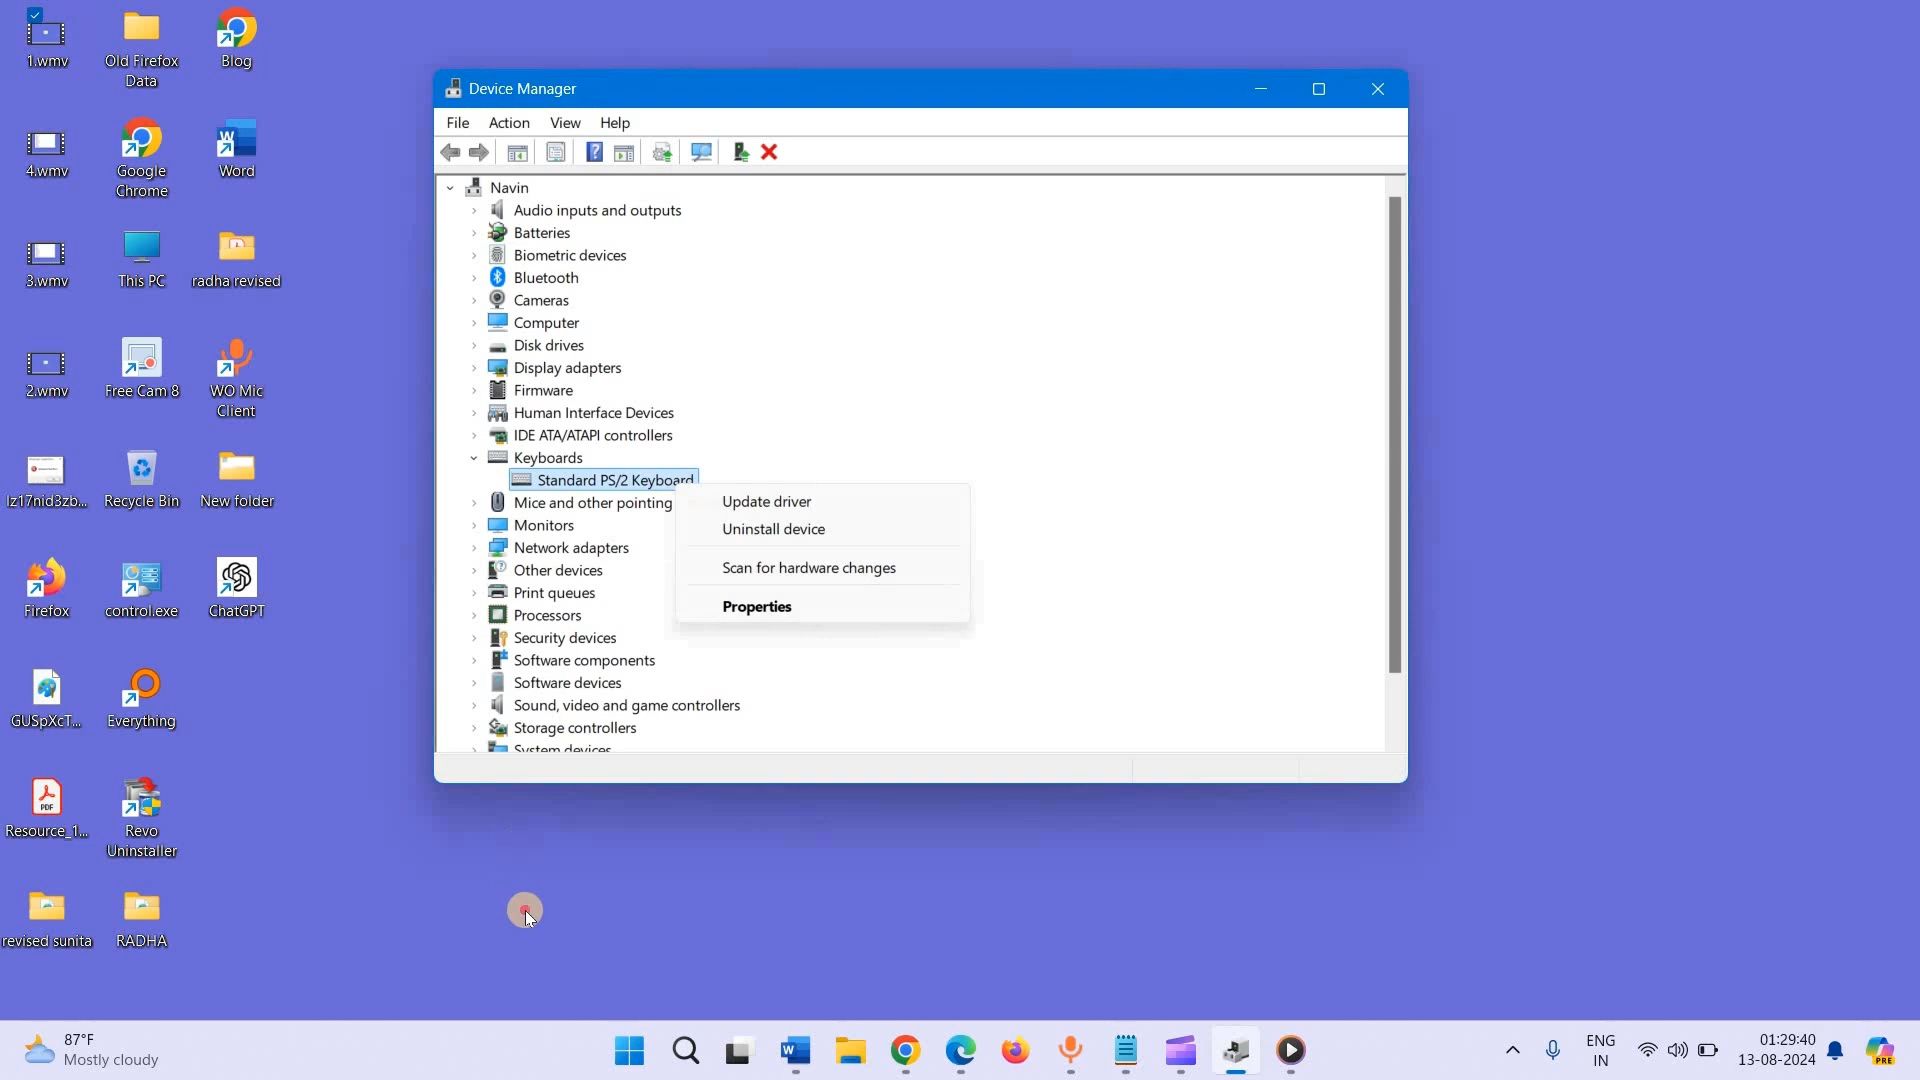 1.wmv
Old Firefox
Data
Blog
4.wmv
Google
Chrome
Word
3.wmv
This PC
radha revised
2.wmv
Free Cam 8
WO Mic
Client
lz17nid3zb...
Recycle Bin
New folder
Firefox
control.exe
ChatGPT
GUSpXcT...
Everything
Resource_1...
Revo
Uninstaller
revised sunita
RADHA
Device Manager
File Action View Help
Navin
Audio inputs and outputs
Batteries
Biometric devices
Bluetooth
Cameras
Computer
Disk drives
Display adapters
Firmware
Human Interface Devices
IDE ATA/ATAPI controllers
Keyboards
Standard PS/2 Keyboard
Mice and other pointing
Monitors
Network adapters
Other devices
Print queues
Processors
Security devices
Software components
Software devices
Sound, video and game controllers
Storage controllers
System devices
Update driver
Uninstall device
Scan for hardware changes
Properties
87°F
Mostly cloudy
ENG
IN
01:29:40
13-08-2024
PRE